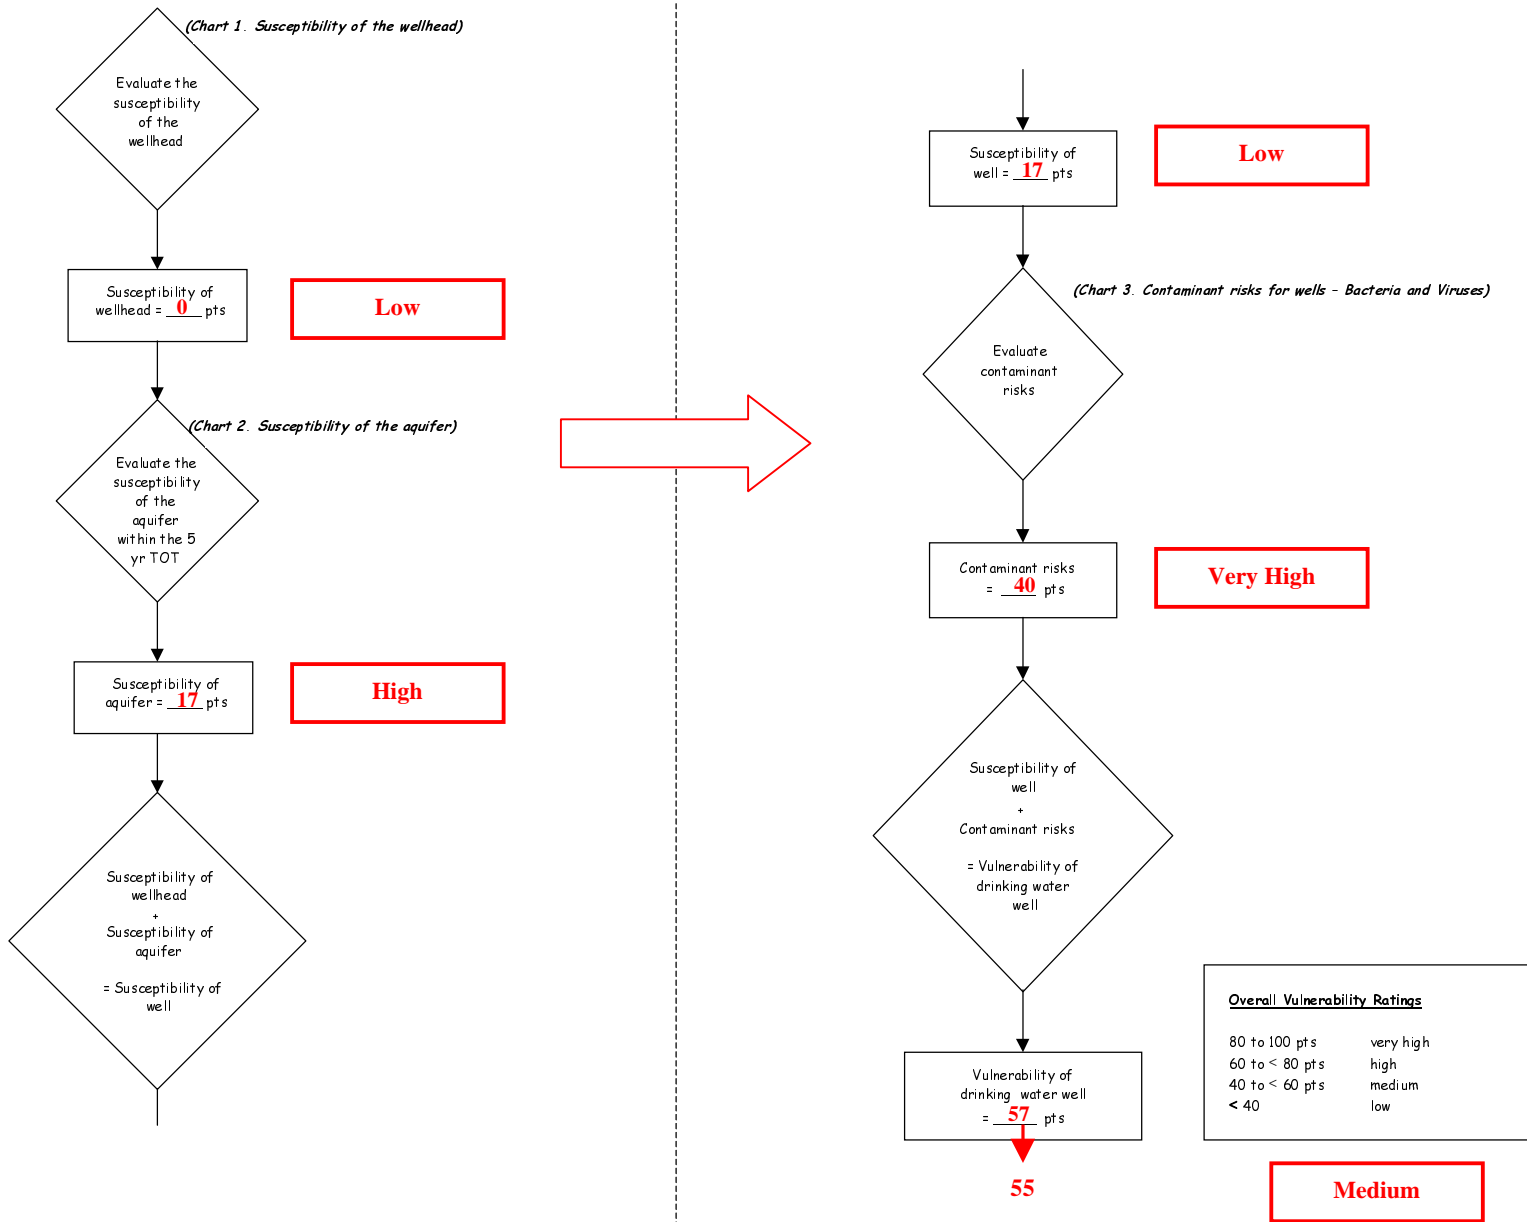 (Chart 1. Susceptibility of the wellhead)
Evaluate the
susceptibility
of the
wellhead
Susceptibility of
wellhead = 0 pts
Low
(Chart 2. Susceptibility of the aquifer)
Evaluate the
susceptibility
of the
aquifer
within the 5
yr TOT
Susceptibility of
aquifer = 17 pts
High
Susceptibility of
wellhead
+
Susceptibility of
aquifer
= Susceptibility of
well
Susceptibility of
well = 17 pts
Low
(Chart 3. Contaminant risks for wells - Bacteria and Viruses)
Evaluate
contaminant
risks
Contaminant risks
= 40 pts
Very High
Susceptibility of
well
+
Contaminant risks
= Vulnerability of
drinking water
well
Vulnerability of
drinking water well
= 57 pts
55
Overall Vulnerability Ratings
80 to 100 pts very high
60 to < 80 pts high
40 to < 60 pts medium
< 40 low
Medium